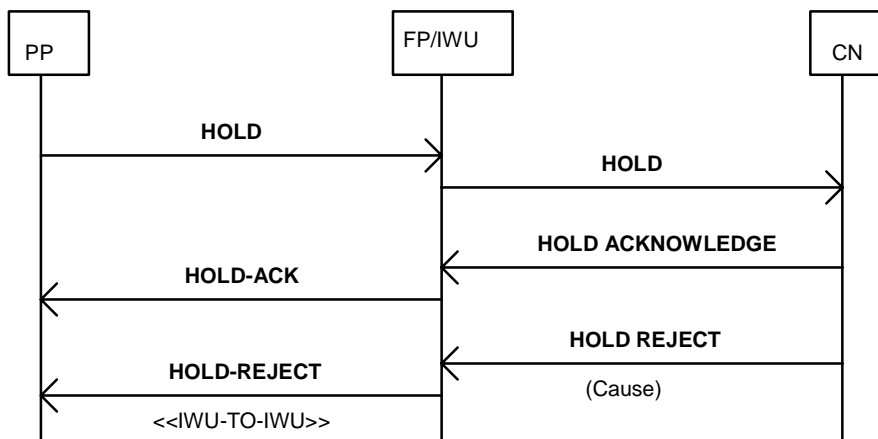 PP
FP/IWU
CN
HOLD
HOLD
HOLD ACKNOWLEDGE
HOLD-ACK
HOLD REJECT
HOLD-REJECT
(Cause)
<<IWU-TO-IWU>>